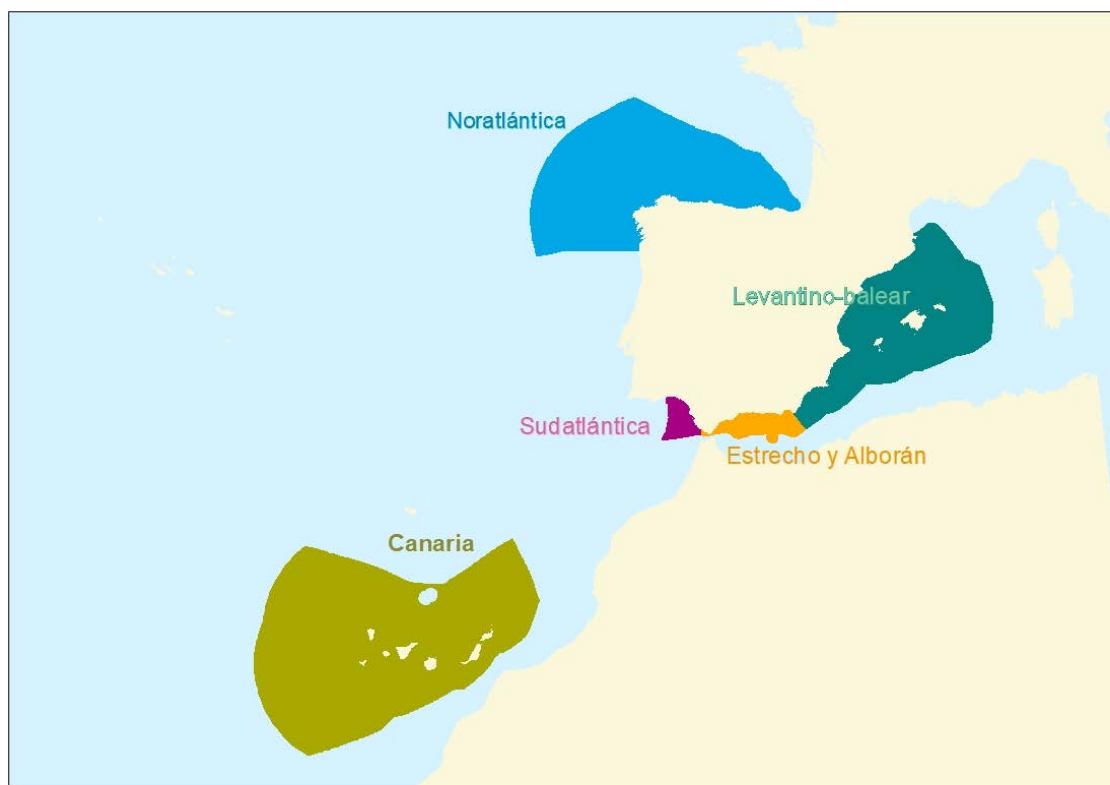 Noratlántica
Levantino-balear
Sudatlántica
Estrecho y Alborán
Canaria